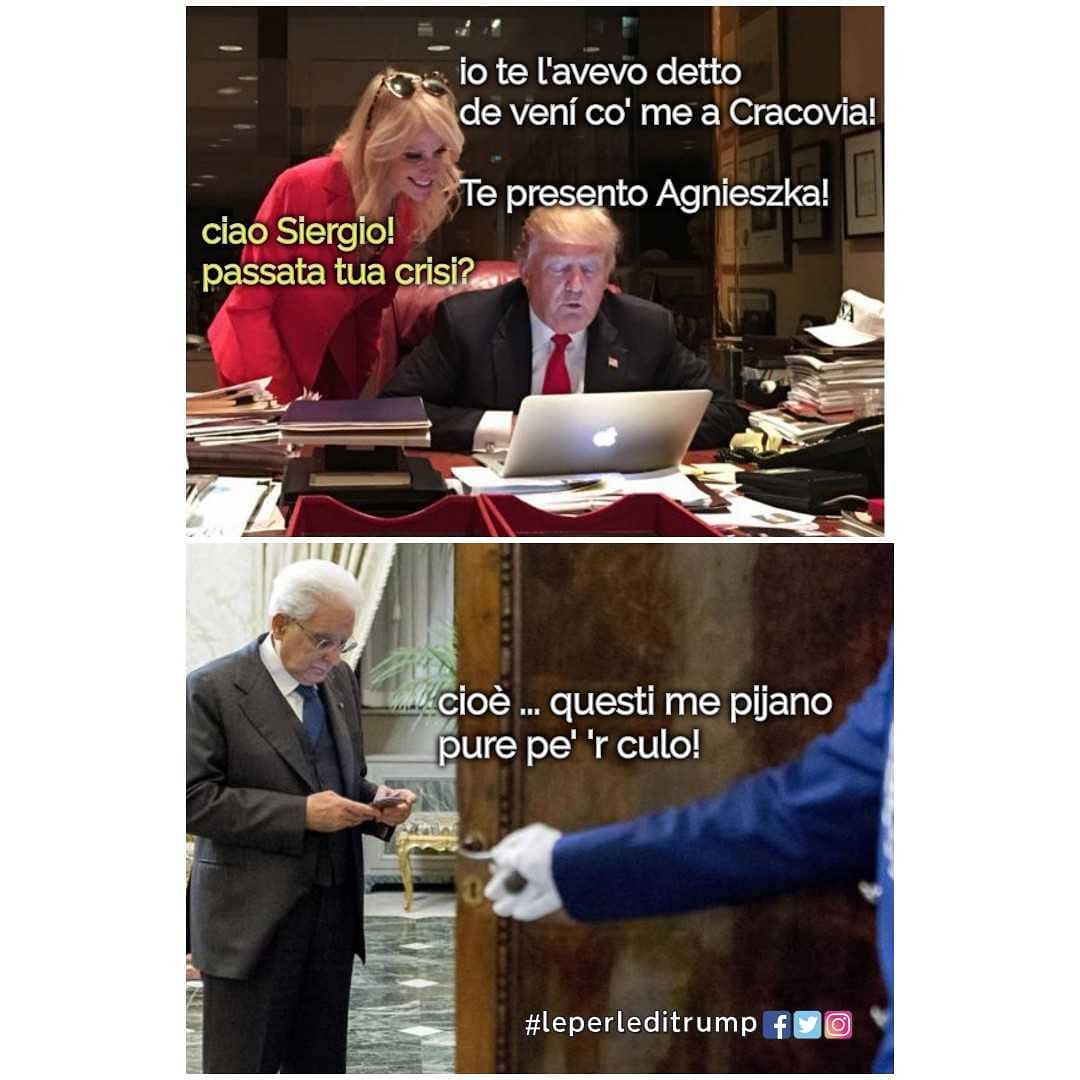 io te l'avevo detto
de vení co' me a Cracovia!
Te presento Agnieszka!
ciao Siergio!
passata tua crisi?
cioè ... questi me pijano
pure pe' 'r culo!
#leperleditrump